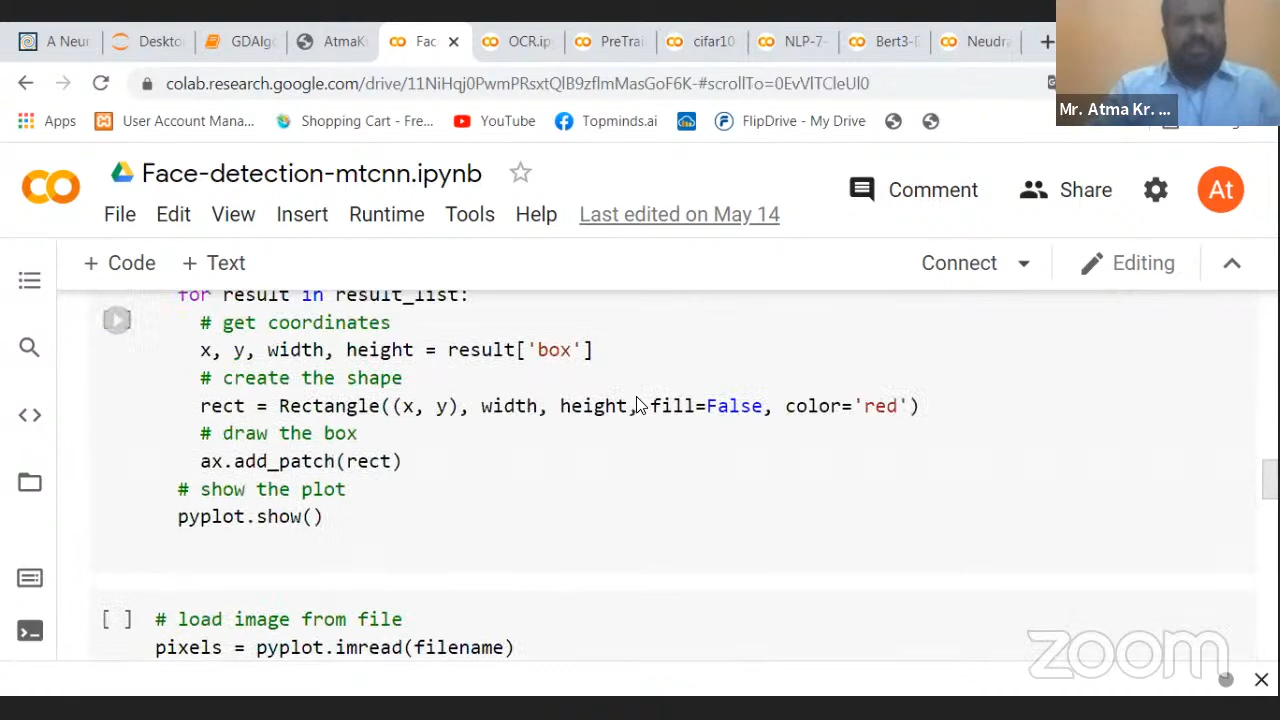 A Neur
Deskto
GDAlgo
AtmaK
Fac
OCR.ip
PreTrai
cifar10
NLP-7-
Bert3-D
Neudra
colab.research.google.com/drive/11NiHqj0PwmPRsxtQlB9zflmMasGoF6K-#scrollTo=0EvVlTCleUl0
Mr. Atma Kr. ...
Apps
User Account Mana...
Shopping Cart - Fre...
YouTube
Topminds.ai
FlipDrive - My Drive
CO
Face-detection-mtcnn.ipynb
Comment
Share
At
File Edit View Insert Runtime Tools Help Last edited on May 14
+ Code + Text
Connect
Editing
for result in result_list:
# get coordinates
x, y, width, height = result['box']
# create the shape
rect = Rectangle((x, y), width, height, fill=False, color='red')
# draw the box
ax.add_patch(rect)
# show the plot
pyplot.show()
[ ] # load image from file
pixels = pyplot.imread(filename)
zoom